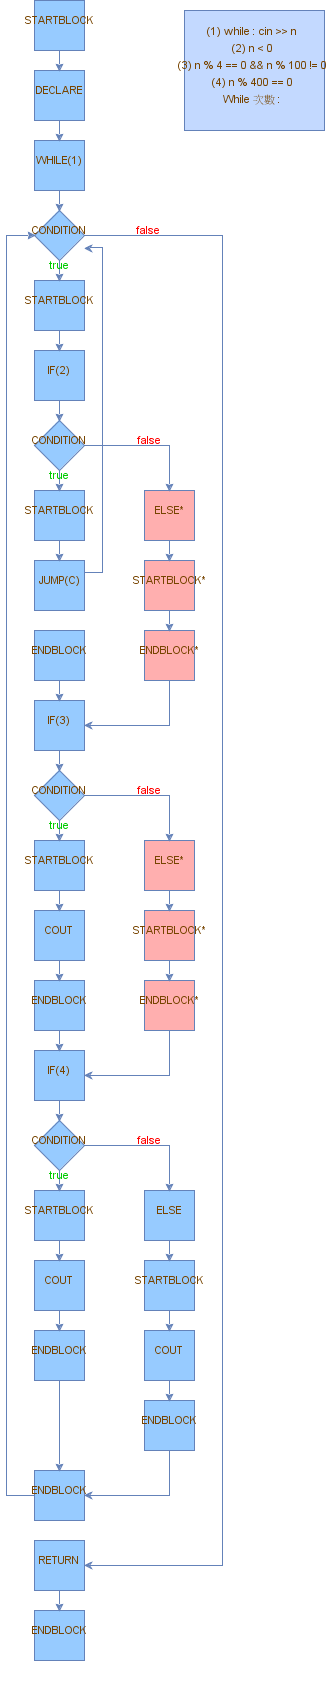 STARTBLOCK
(1) while : cin >> n
(2) n < 0
(3) n % 4 == 0 && n % 100 != 0
(4) n % 400 == 0
While 次數 :
DECLARE
WHILE(1)
CONDITION
false
true
STARTBLOCK
IF(2)
CONDITION
false
true
STARTBLOCK
ELSE*
JUMP(C)
STARTBLOCK*
ENDBLOCK
ENDBLOCK*
IF(3)
CONDITION
false
true
STARTBLOCK
ELSE*
COUT
STARTBLOCK*
ENDBLOCK
ENDBLOCK*
IF(4)
CONDITION
false
true
STARTBLOCK
ELSE
COUT
STARTBLOCK
ENDBLOCK
COUT
ENDBLOCK
ENDBLOCK
RETURN
ENDBLOCK